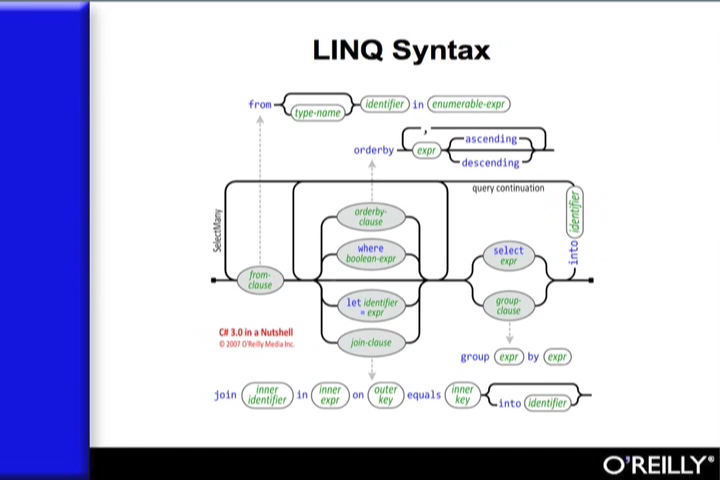 LINQ Syntax
from type-name identifier in enumerable-expr
orderby expr , ascending
descending
query continuation
SelectMany
orderby-
clause
where
boolean-expr
from-
clause
let identifier
= expr
join-clause
select
expr
group-
clause
into identifier
C# 3.0 in a Nutshell
© 2007 O'Reilly Media Inc.
group expr by expr
join inner identifier in inner expr on outer key equals inner key into identifier
O'REILLY®